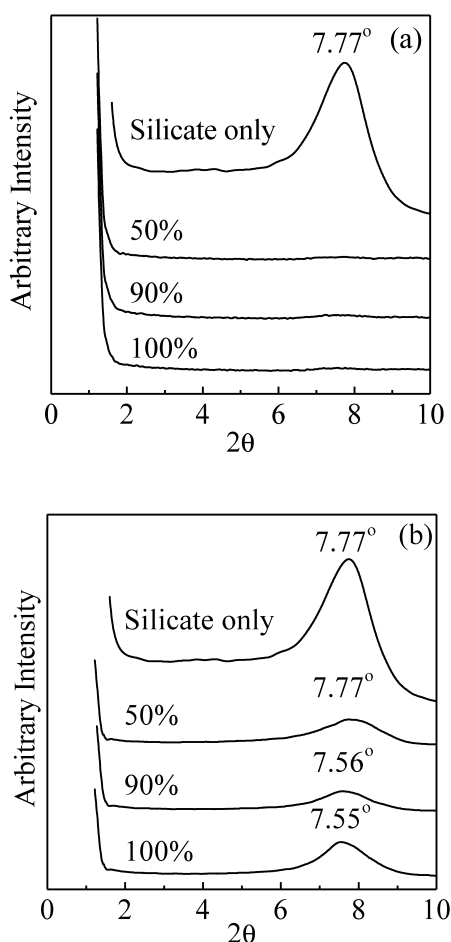 7.77° (a)
Silicate only
50%
90%
100%
Arbitrary Intensity
0 2 4 6 8 10
2θ
7.77° (b)
Silicate only
7.77°
50%
7.56°
90%
7.55°
100%
Arbitrary Intensity
0 2 4 6 8 10
2θ